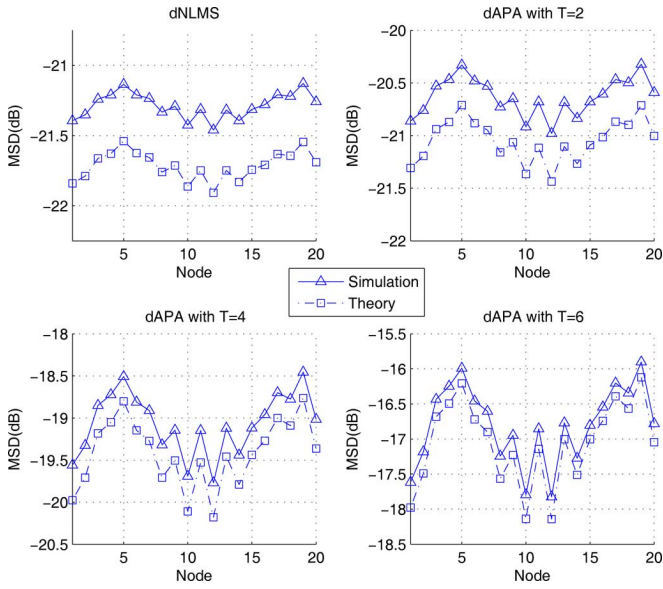 dNLMS
dAPA with T=2
MSD(dB)
−21
−21.5
−22
5
10
15
20
Node
MSD(dB)
−20
−20.5
−21
−21.5
−22
5
10
15
20
Node
Simulation
Theory
dAPA with T=4
dAPA with T=6
MSD(dB)
−18
−18.5
−19
−19.5
−20
−20.5
5
10
15
20
Node
MSD(dB)
−15.5
−16
−16.5
−17
−17.5
−18
−18.5
5
10
15
20
Node